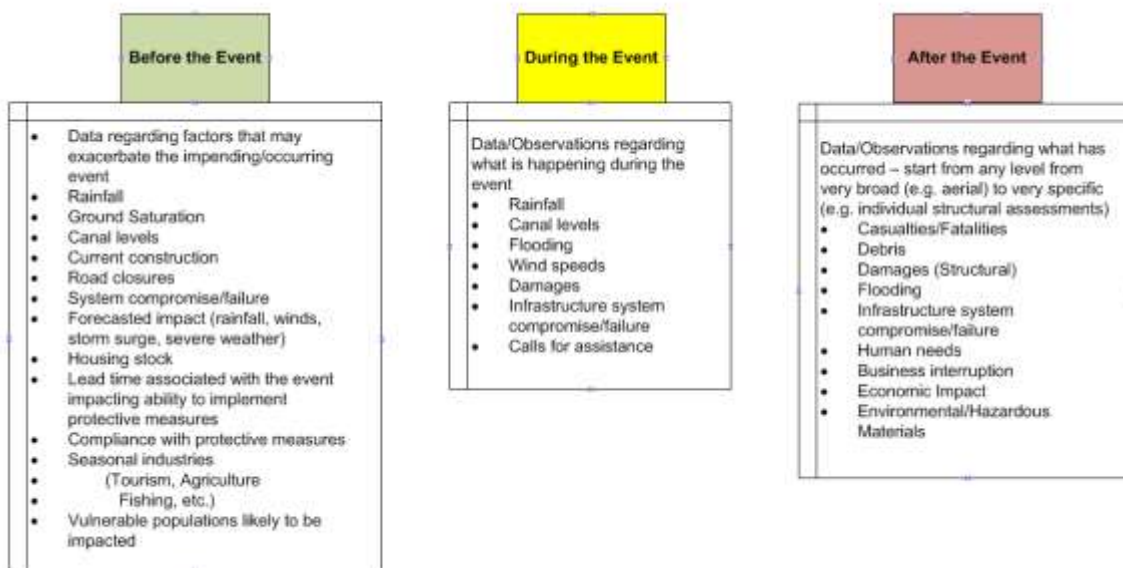 Before the Event
• Data regarding factors that may
exacerbate the impending/occurring
event
• Rainfall
• Ground Saturation
• Canal levels
• Current construction
• Road closures
• System compromise/failure
• Forecasted impact (rainfall, winds,
storm surge, severe weather)
• Housing stock
• Lead time associated with the event
impacting ability to implement
protective measures
• Compliance with protective measures
• Seasonal industries
• (Tourism, Agriculture
• Fishing, etc.)
• Vulnerable populations likely to be
impacted
During the Event
Data/Observations regarding
what is happening during the
event
• Rainfall
• Canal levels
• Flooding
• Wind speeds
• Damages
• Infrastructure system
compromise/failure
• Calls for assistance
After the Event
Data/Observations regarding what has
occurred – start from any level from
very broad (e.g. aerial) to very specific
(e.g. individual structural assessments)
• Casualties/Fatalities
• Debris
• Damages (Structural)
• Flooding
• Infrastructure system
compromise/failure
• Human needs
• Business interruption
• Economic Impact
• Environmental/Hazardous
Materials